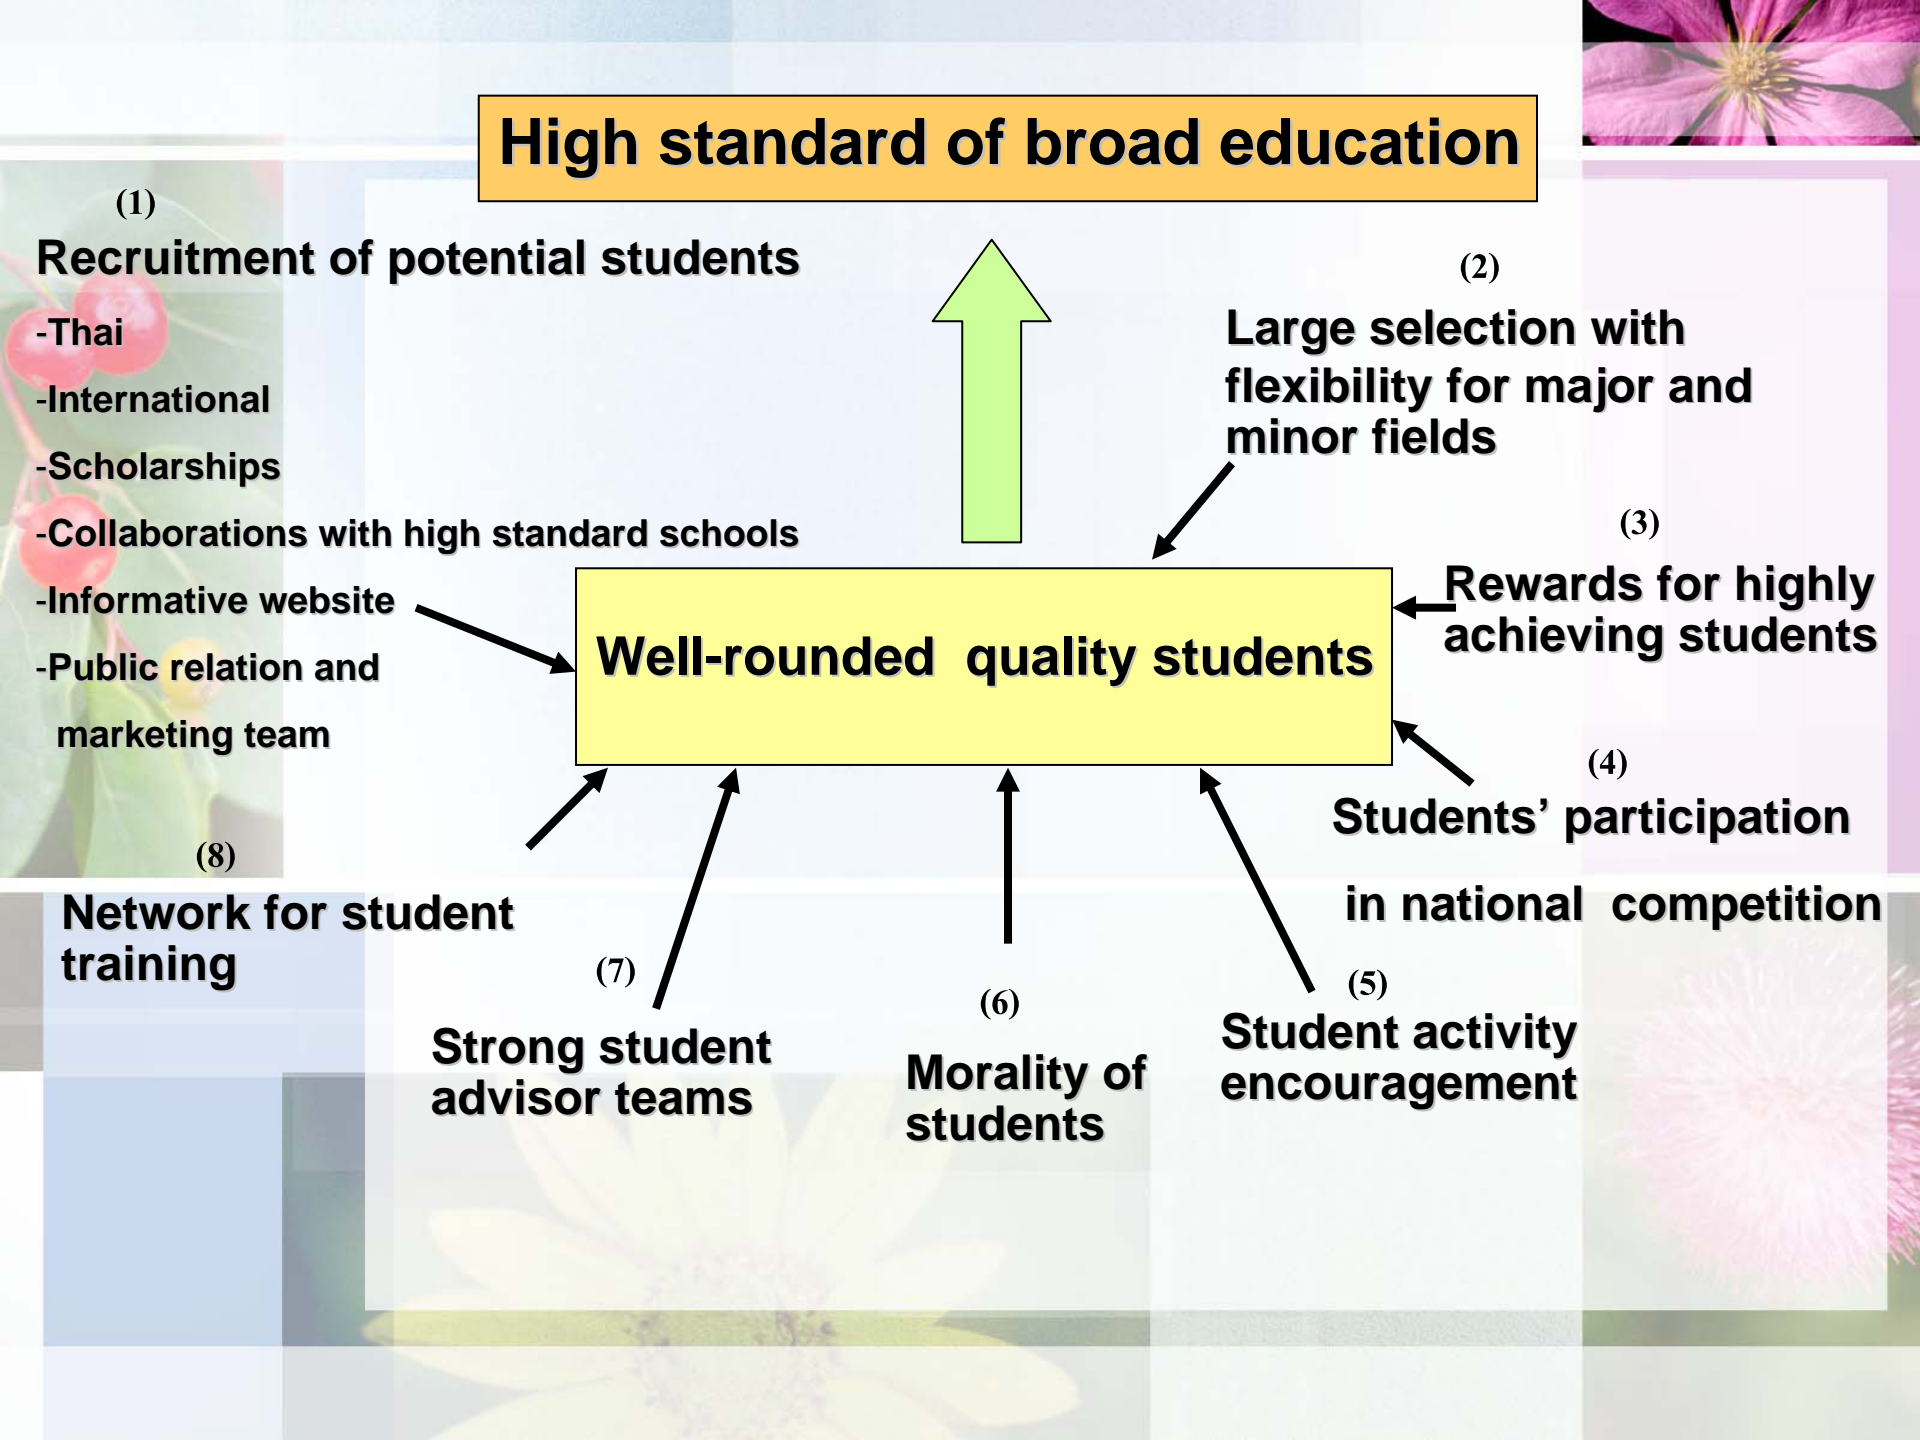 High standard of broad education
(1)
Recruitment of potential students
-Thai
-International
-Scholarships
-Collaborations with high standard schools
-Informative website
-Public relation and
marketing team
(2)
Large selection with
flexibility for major and
minor fields
(3)
Rewards for highly
achieving students
Well-rounded quality students
(4)
Students’ participation
in national competition
(5)
Student activity
encouragement
(6)
Morality of
students
(7)
Strong student
advisor teams
(8)
Network for student
training